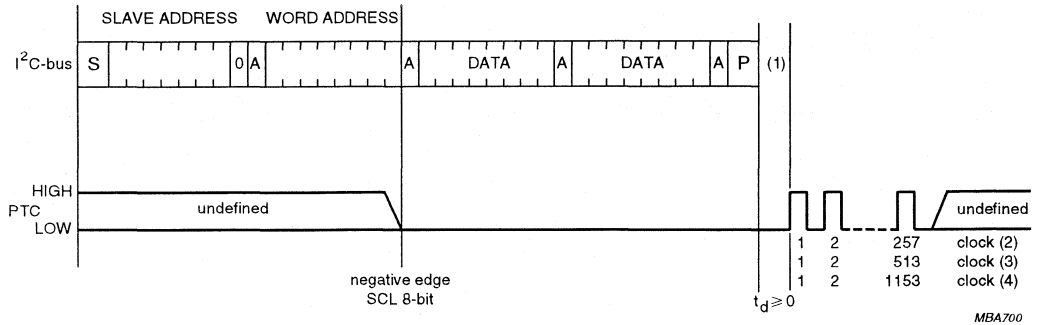 SLAVE ADDRESS WORD ADDRESS
I²C-bus S 0 A A DATA A DATA A P (1)
HIGH
PTC undefined undefined
LOW
1 2 257 clock (2)
1 2 513 clock (3)
1 2 1153 clock (4)
negative edge
SCL 8-bit
td ≥ 0
MBA700